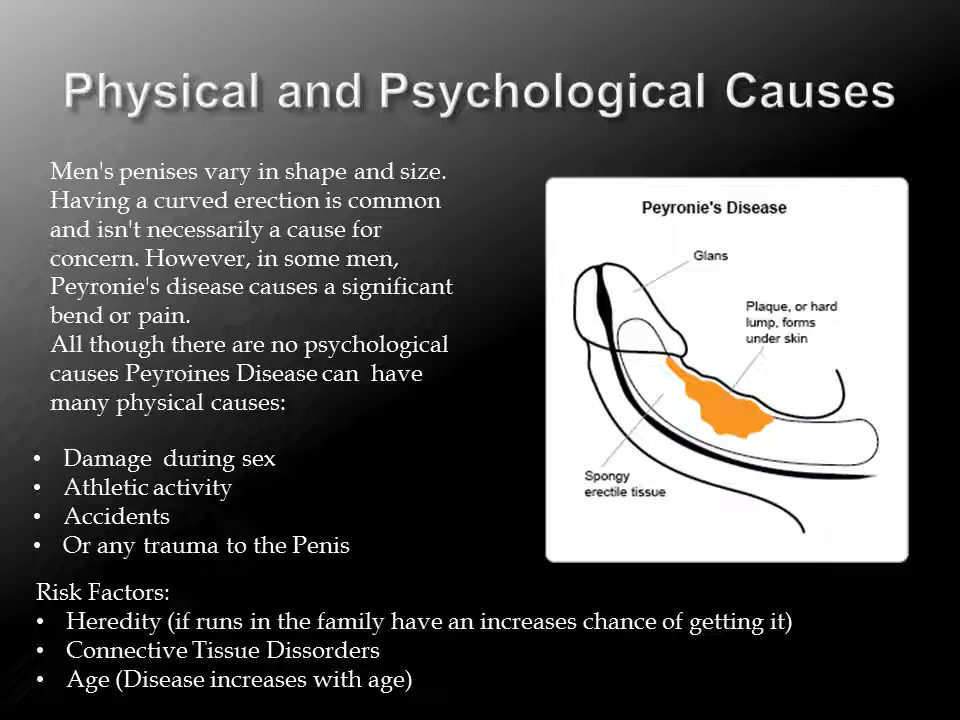 Physical and Psychological Causes
Men's penises vary in shape and size.
Having a curved erection is common
and isn't necessarily a cause for
concern. However, in some men,
Peyronie's disease causes a significant
bend or pain.
All though there are no psychological
causes Peyroines Disease can  have
many physical causes:
• Damage  during sex
• Athletic activity
• Accidents
• Or any trauma to the Penis
Risk Factors:
• Heredity (if runs in the family have an increases chance of getting it)
• Connective Tissue Dissorders
• Age (Disease increases with age)
Peyronie's Disease
Glans
Plaque, or hard
lump, forms
under skin
Spongy
erectile tissue